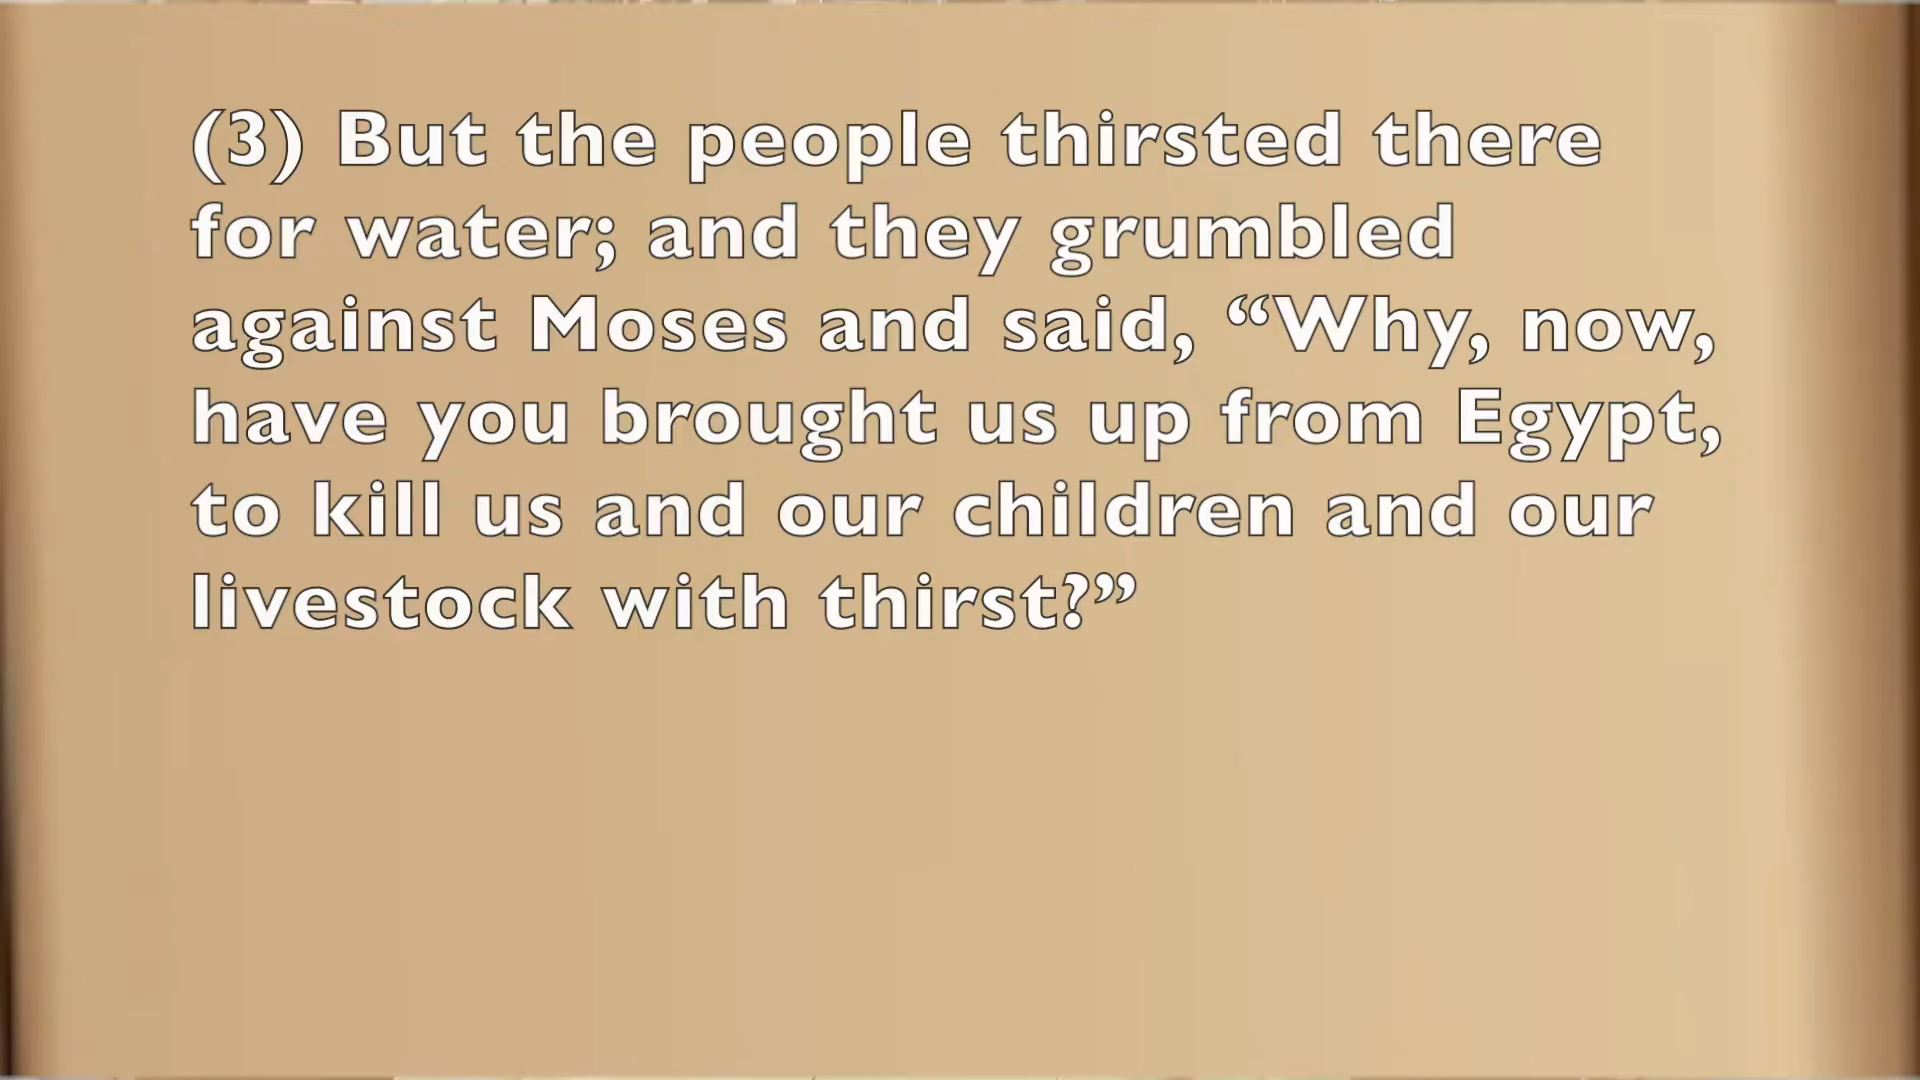 (3) But the people thirsted there
for water; and they grumbled
against Moses and said, “Why, now,
have you brought us up from Egypt,
to kill us and our children and our
livestock with thirst?”